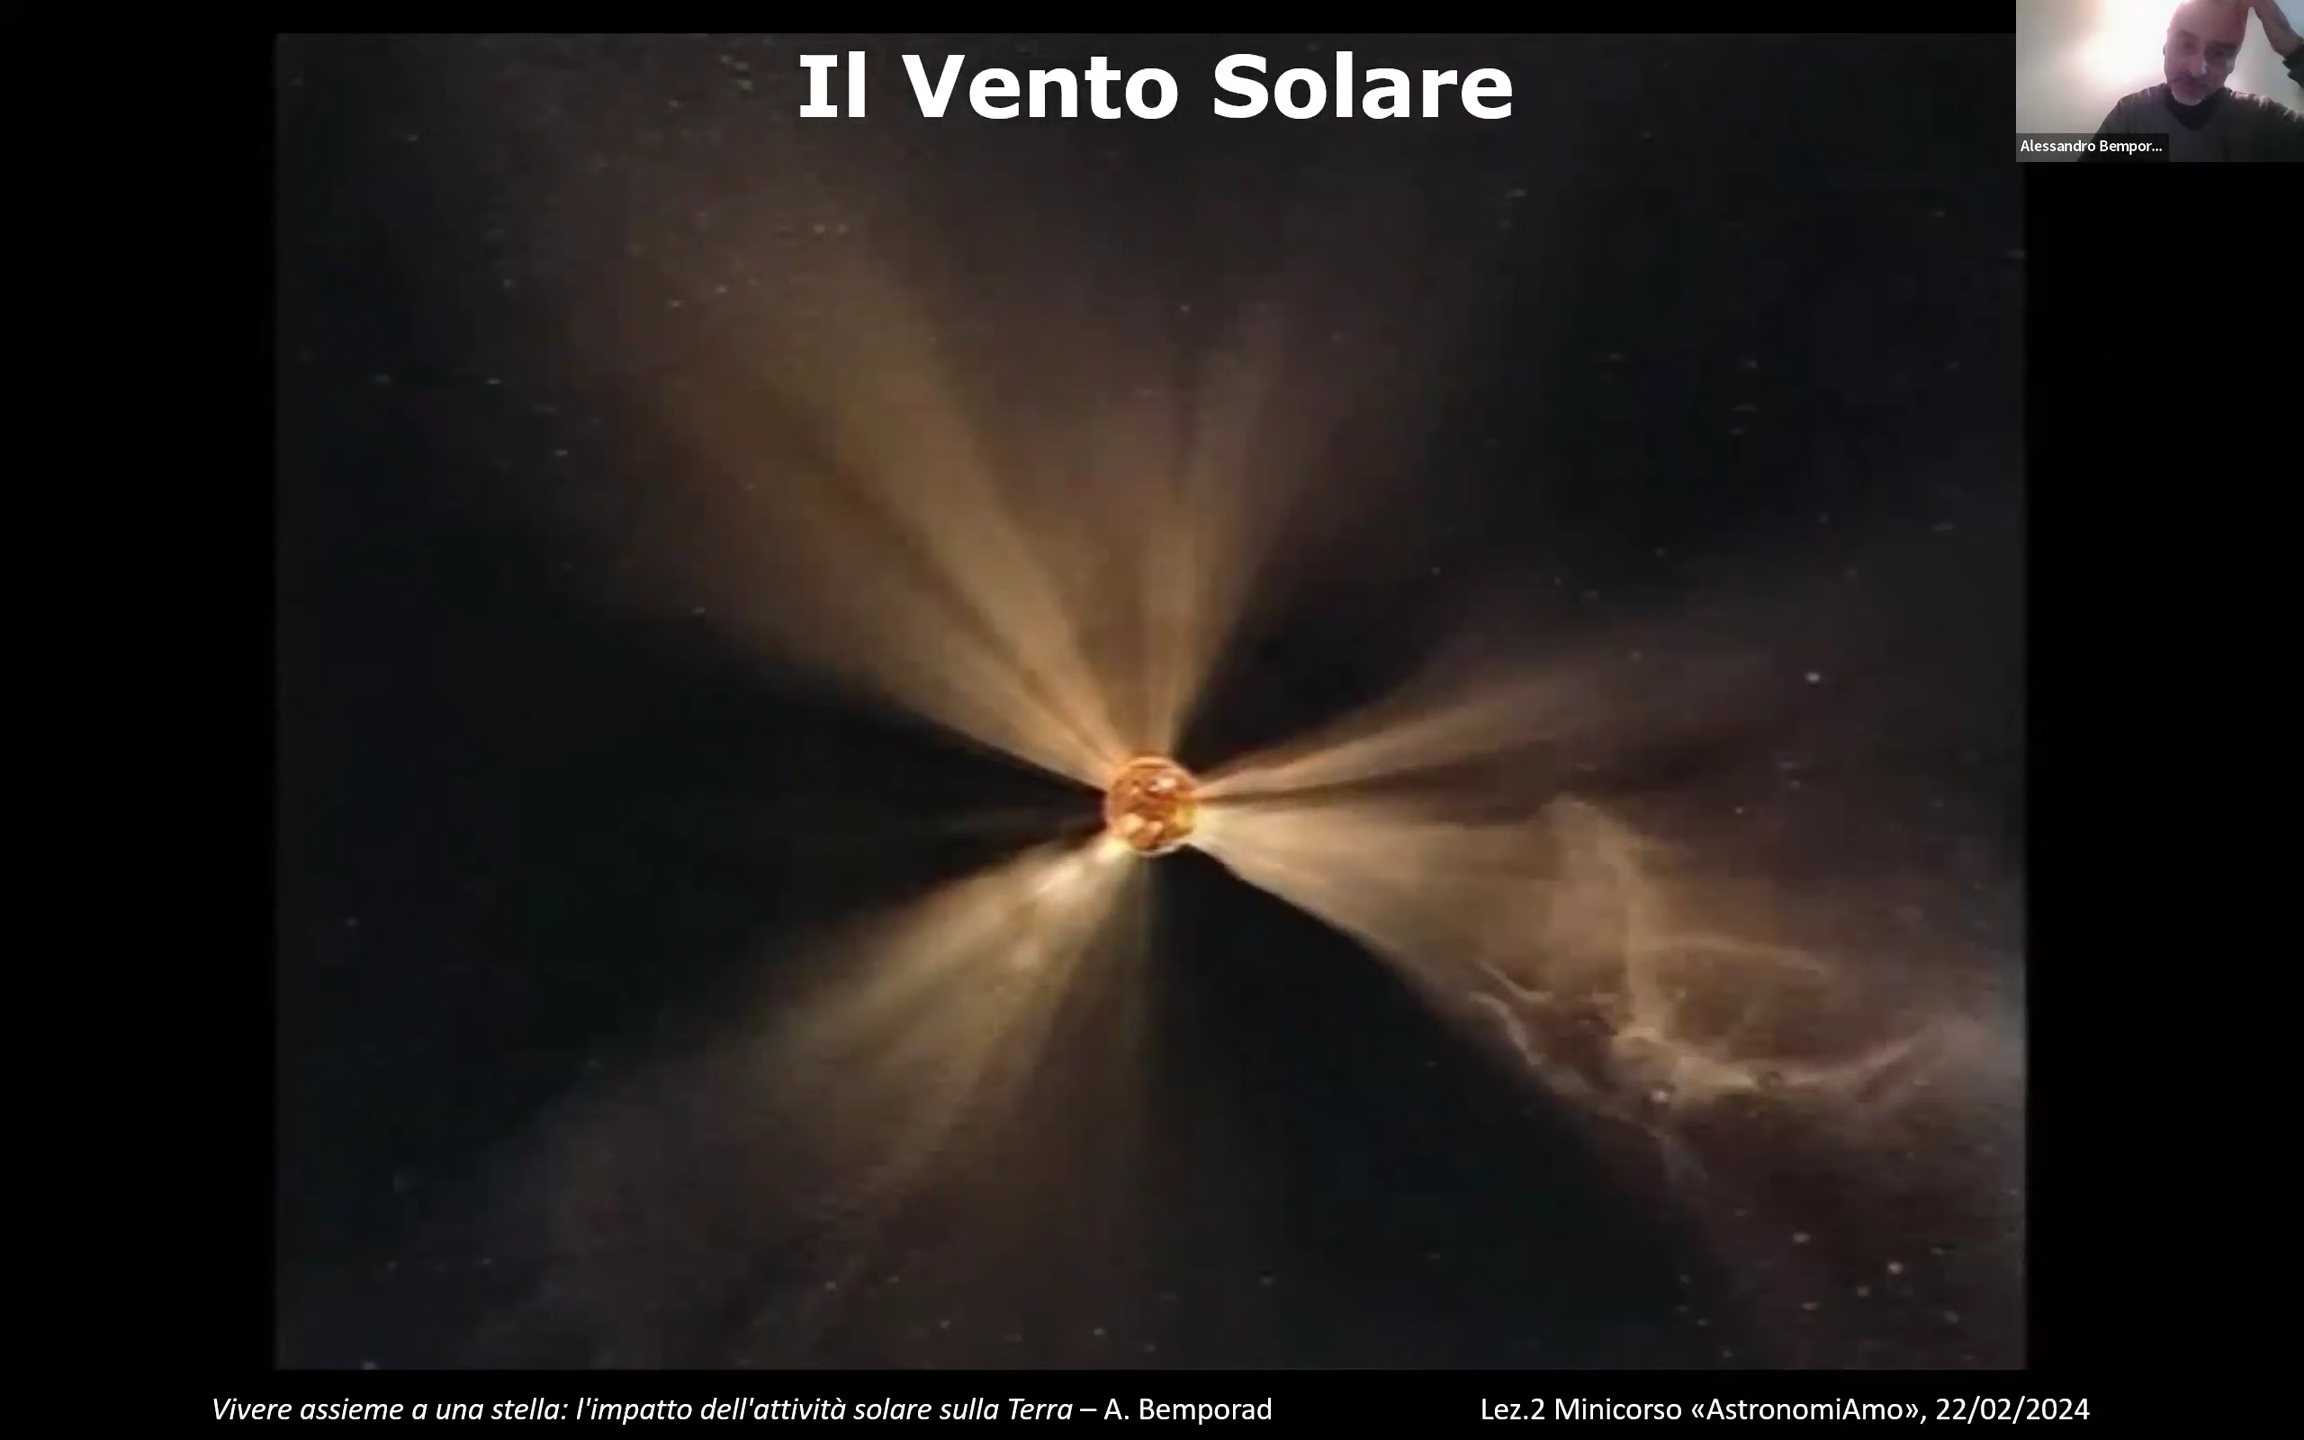 Il Vento Solare
Alessandro Bempor...
Vivere assieme a una stella: l'impatto dell'attività solare sulla Terra – A. Bemporad
Lez.2 Minicorso «AstronomiAmo», 22/02/2024